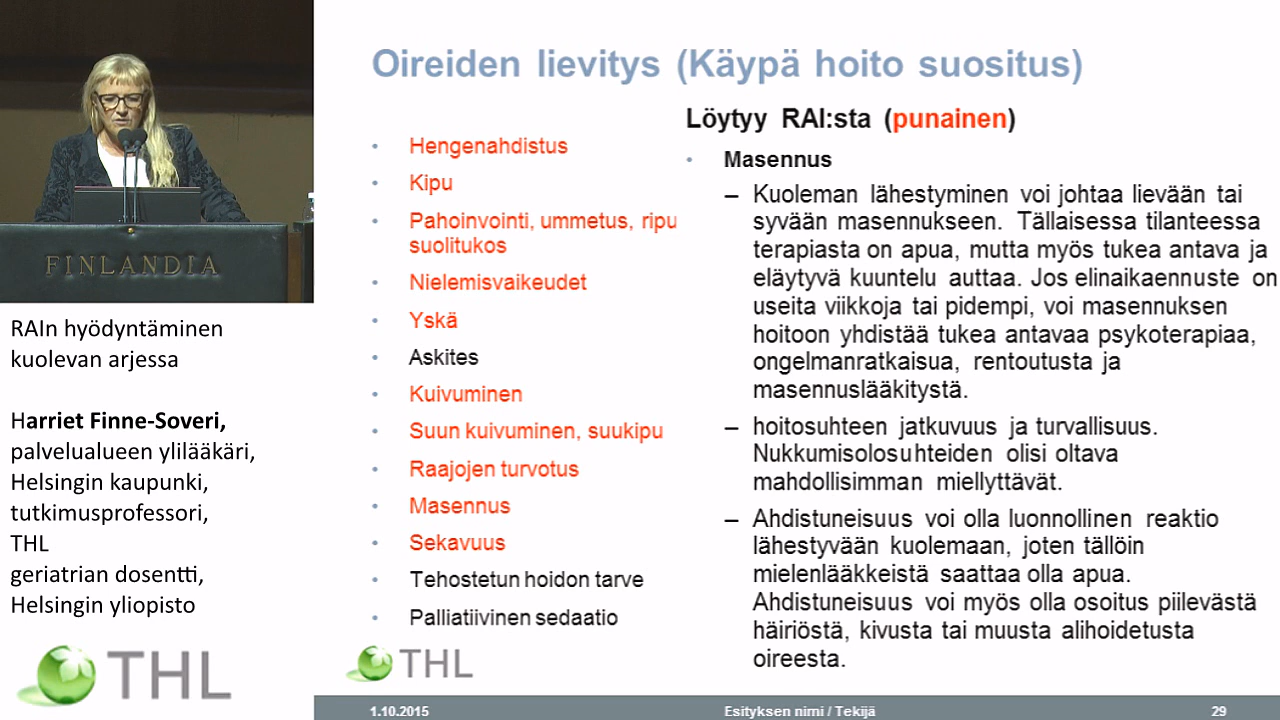 FINLANDIA
RAIn hyödyntäminen
kuolevan arjessa
Harriet Finne-Soveri,
palvelualueen ylilääkäri,
Helsingin kaupunki,
tutkimusprofessori,
THL
geriatrian dosentti,
Helsingin yliopisto
THL
Oireiden lievitys (Käypä hoito suositus)
• Hengenahdistus
• Kipu
• Pahoinvointi, ummetus, ripu
suolitukos
• Nielemisvaikeudet
• Yskä
• Askites
• Kuivuminen
• Suun kuivuminen, suukipu
• Raajojen turvotus
• Masennus
• Sekavuus
• Tehostetun hoidon tarve
• Palliatiivinen sedaatio
THL
Löytyy RAI:sta (punainen)
• Masennus
– Kuoleman lähestyminen voi johtaa lievään tai
syvään masennukseen. Tällaisessa tilanteessa
terapiasta on apua, mutta myös tukea antava ja
eläytyvä kuuntelu auttaa. Jos elinaikaennuste on
useita viikkoja tai pidempi, voi masennuksen
hoitoon yhdistää tukea antavaa psykoterapiaa,
ongelmanratkaisua, rentoutusta ja
masennuslääkitystä.
– hoitosuhteen jatkuvuus ja turvallisuus.
Nukkumisolosuhteiden olisi oltava
mahdollisimman miellyttävät.
– Ahdistuneisuus voi olla luonnollinen reaktio
lähestyvään kuolemaan, joten tällöin
mielenlääkkeistä saattaa olla apua.
Ahdistuneisuus voi myös olla osoitus piilevästä
häiriöstä, kivusta tai muusta alihoidetusta
oireesta.
1.10.2015
Esityksen nimi / Tekijä
29